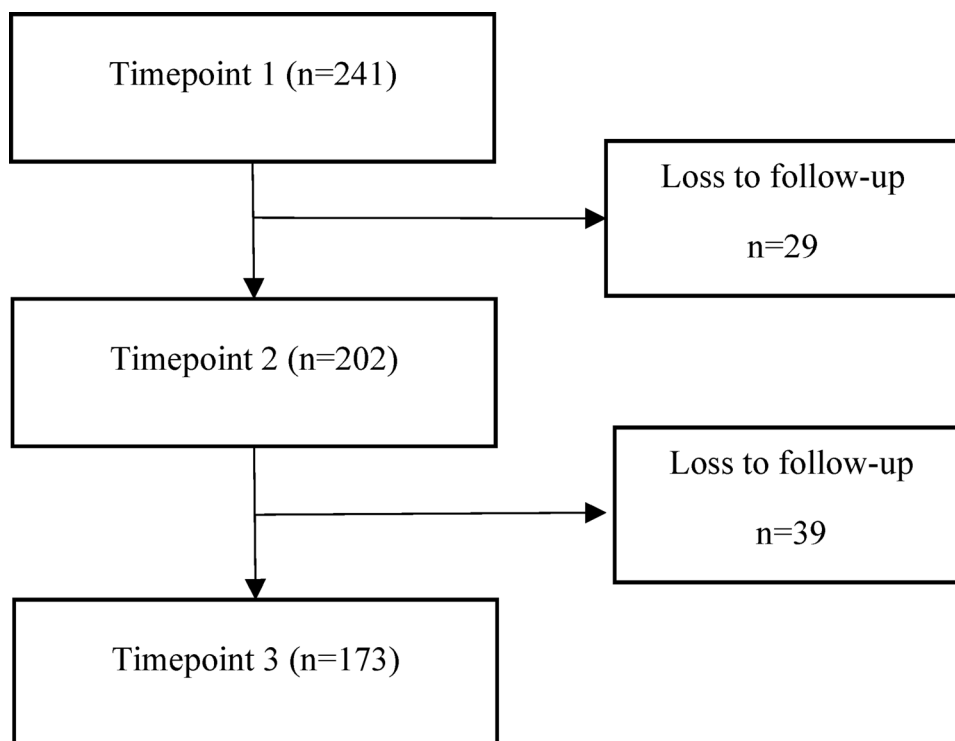 Timepoint 1 (n=241)
Loss to follow-up
n=29
Timepoint 2 (n=202)
Loss to follow-up
n=39
Timepoint 3 (n=173)